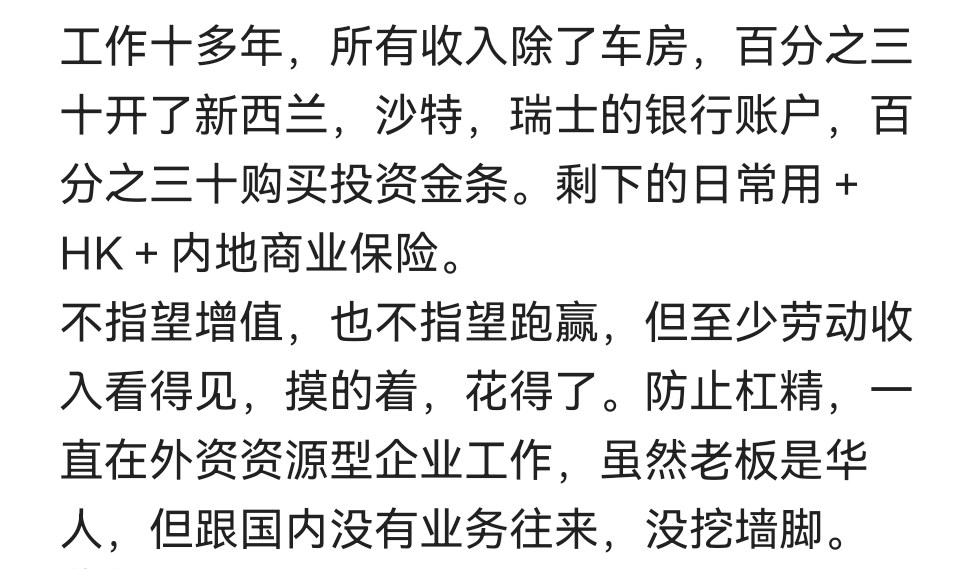 工作十多年，所有收入除了车房，百分之三
十开了新西兰，沙特，瑞士的银行账户，百
分之三十购买投资金条。剩下的日常用 +
HK + 内地商业保险。
不指望增值，也不指望跑赢，但至少劳动收
入看得见，摸的着，花得了。防止杠精，一
直在外资资源型企业工作，虽然老板是华
人，但跟国内没有业务往来，没挖墙脚。